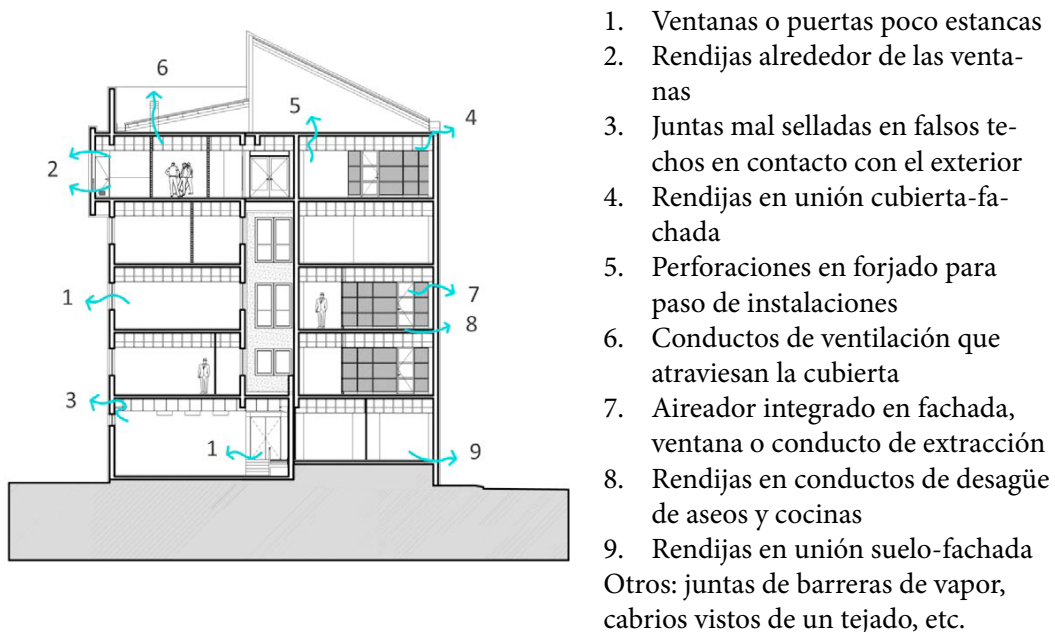 6
5
4
2
1
7
8
3
1
9
1. Ventanas o puertas poco estancas
2. Rendijas alrededor de las venta-
nas
3. Juntas mal selladas en falsos te-
chos en contacto con el exterior
4. Rendijas en unión cubierta-fa-
chada
5. Perforaciones en forjado para
paso de instalaciones
6. Conductos de ventilación que
atraviesan la cubierta
7. Aireador integrado en fachada,
ventana o conducto de extracción
8. Rendijas en conductos de desagüe
de aseos y cocinas
9. Rendijas en unión suelo-fachada
Otros: juntas de barreras de vapor,
cabrios vistos de un tejado, etc.